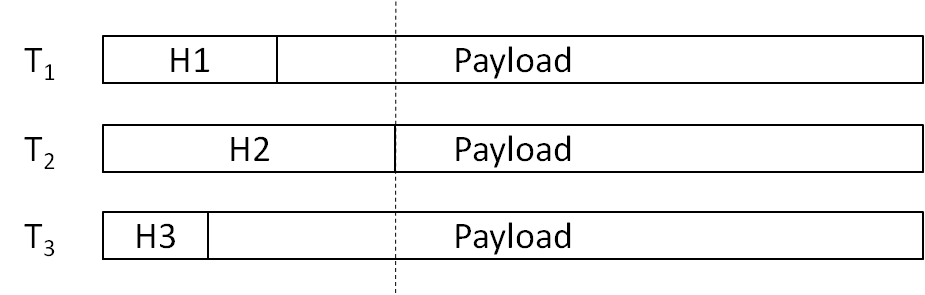 T₁ H1 Payload
T₂ H2 Payload
T₃ H3 Payload